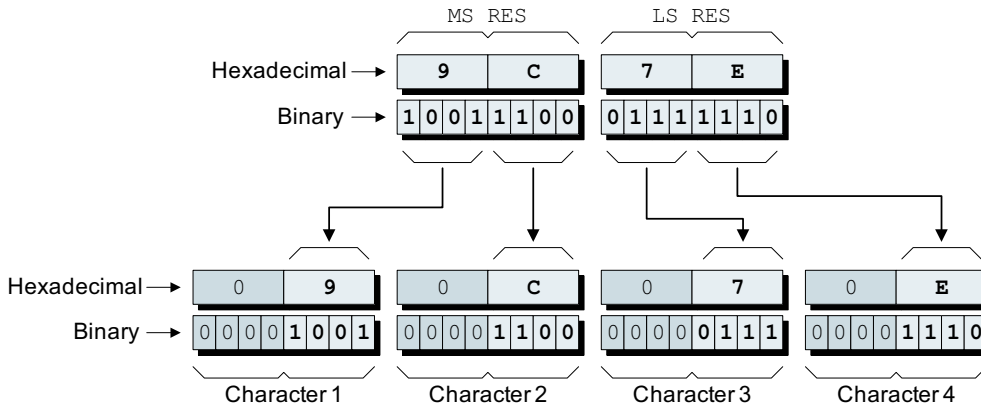 MS RES LS RES
Hexadecimal 9 C 7 E
Binary 1 0 0 1 1 1 0 0 0 1 1 1 1 1 1 0
Hexadecimal 0 9 0 C 0 7 0 E
Binary 0 0 0 0 1 0 0 1 0 0 0 0 1 1 0 0 0 0 0 0 0 1 1 1 0 0 0 0 1 1 1 0
Character 1 Character 2 Character 3 Character 4